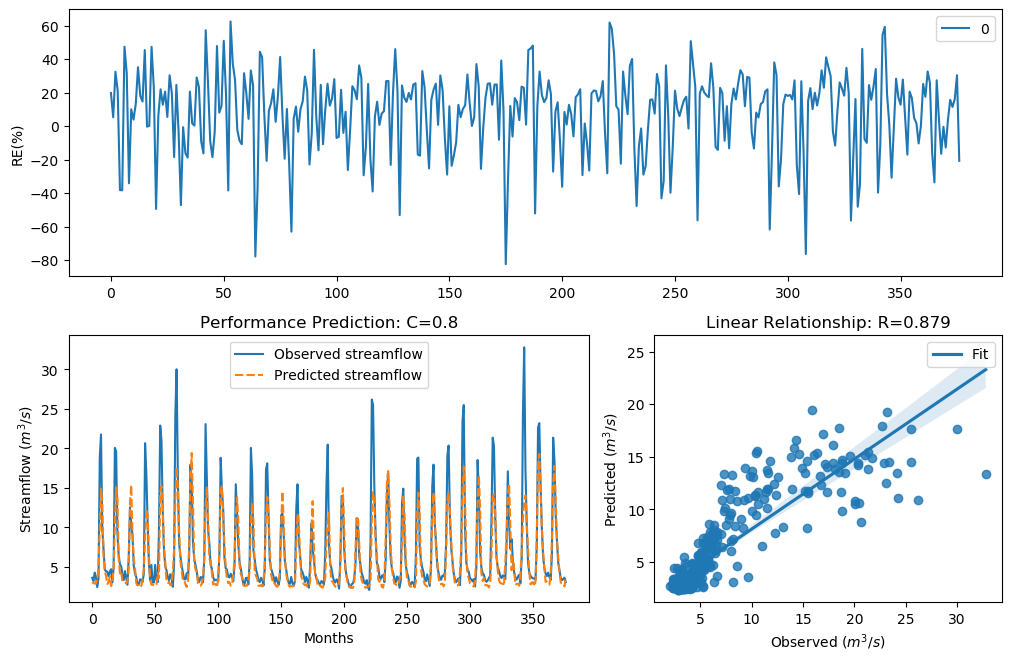 60
40
20
0
−20
−40
−60
−80
RE(%)
0
0 50 100 150 200 250 300 350
Performance Prediction: C=0.8
Observed streamflow
Predicted streamflow
30
25
20
15
10
5
Streamflow (m³/s)
0 50 100 150 200 250 300 350
Months
Linear Relationship: R=0.879
Fit
25
20
15
10
5
Predicted (m³/s)
5 10 15 20 25 30
Observed (m³/s)